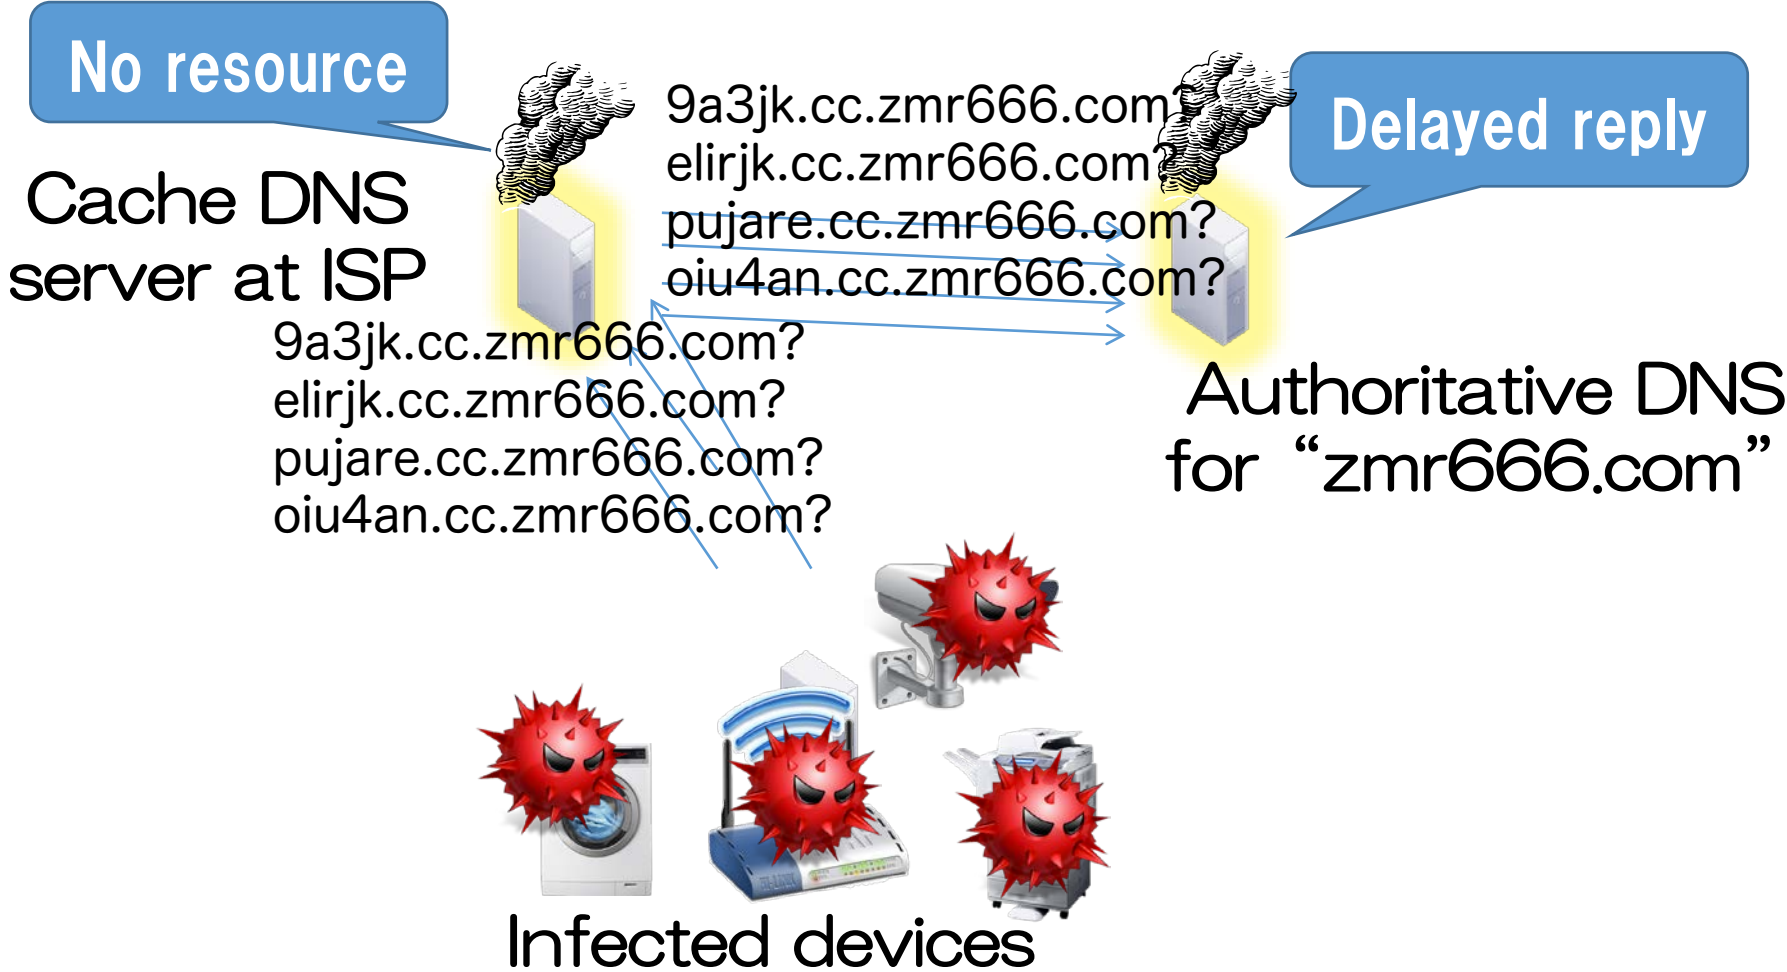 No resource
9a3jk.cc.zmr666.com?
elirjk.cc.zmr666.com?
pujare.cc.zmr666.com?
oiu4an.cc.zmr666.com?
Delayed reply
Cache DNS
server at ISP
9a3jk.cc.zmr666.com?
elirjk.cc.zmr666.com?
pujare.cc.zmr666.com?
oiu4an.cc.zmr666.com?
Authoritative DNS
for “zmr666.com”
Infected devices